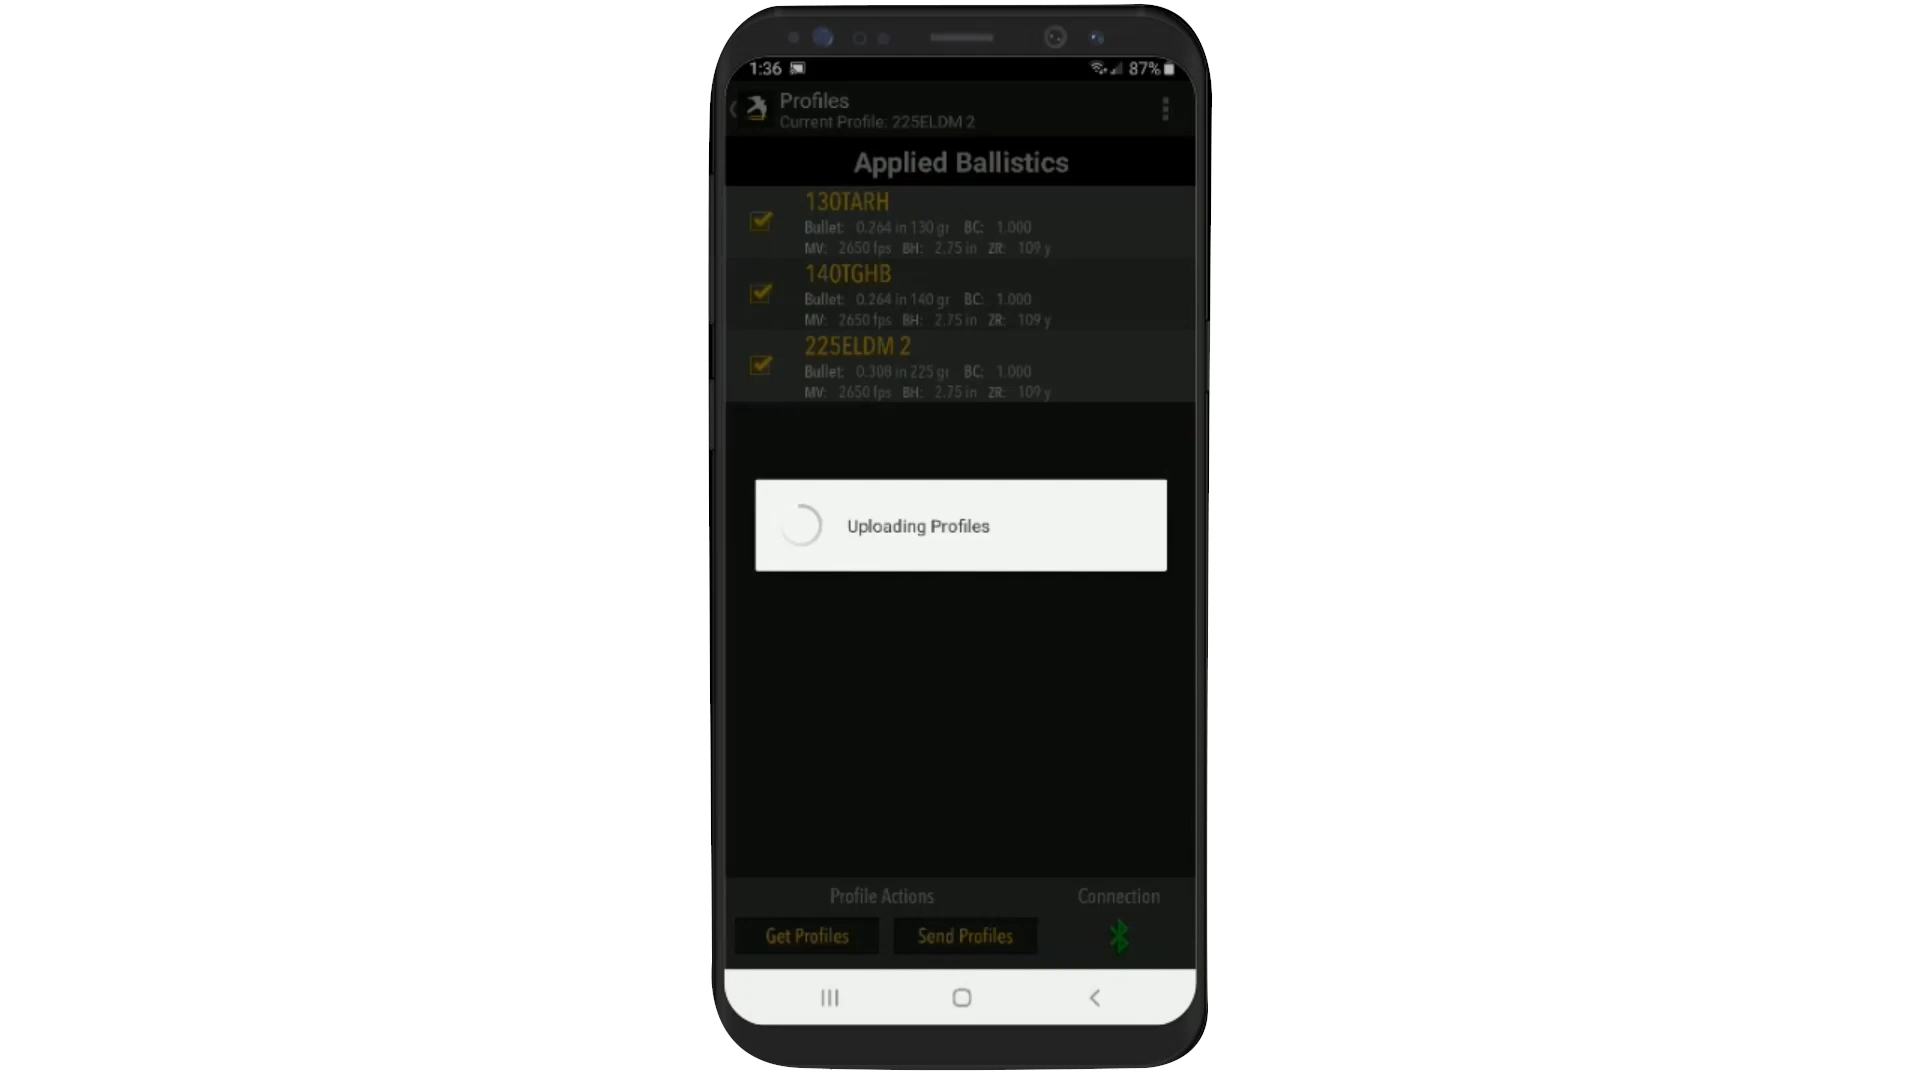 1:36 87%
Profiles
Current Profile: 225ELDM 2
Applied Ballistics
130TARH
Bullet: 0.264 in 130 gr BC: 1.000
MV: 2650 fps BH: 2.75 in ZR: 109 y
140TGHB
Bullet: 0.264 in 140 gr BC: 1.000
MV: 2650 fps BH: 2.75 in ZR: 109 y
225ELDM 2
Bullet: 0.308 in 225 gr BC: 1.000
MV: 2650 fps BH: 2.75 in ZR: 109 y
Uploading Profiles
Profile Actions Connection
Get Profiles Send Profiles